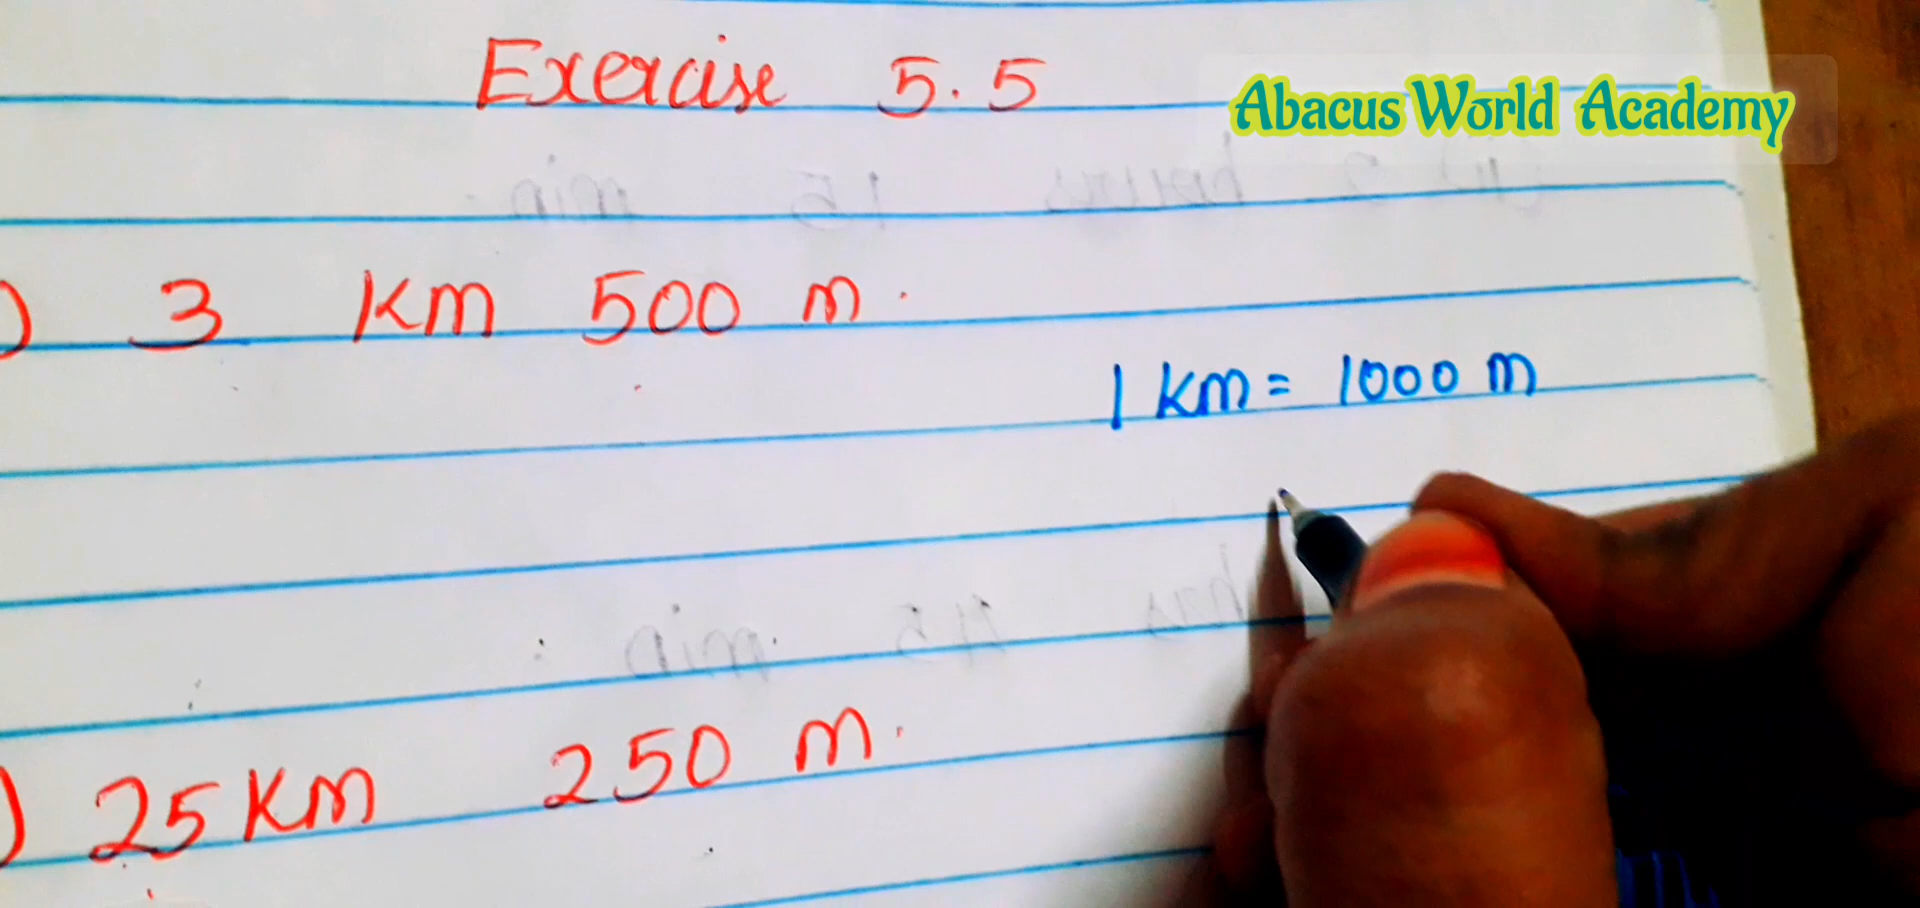 Exercise 5.5
Abacus World Academy
) 3 Km 500 m.
1 Km = 1000 m
) 25 Km 250 m.